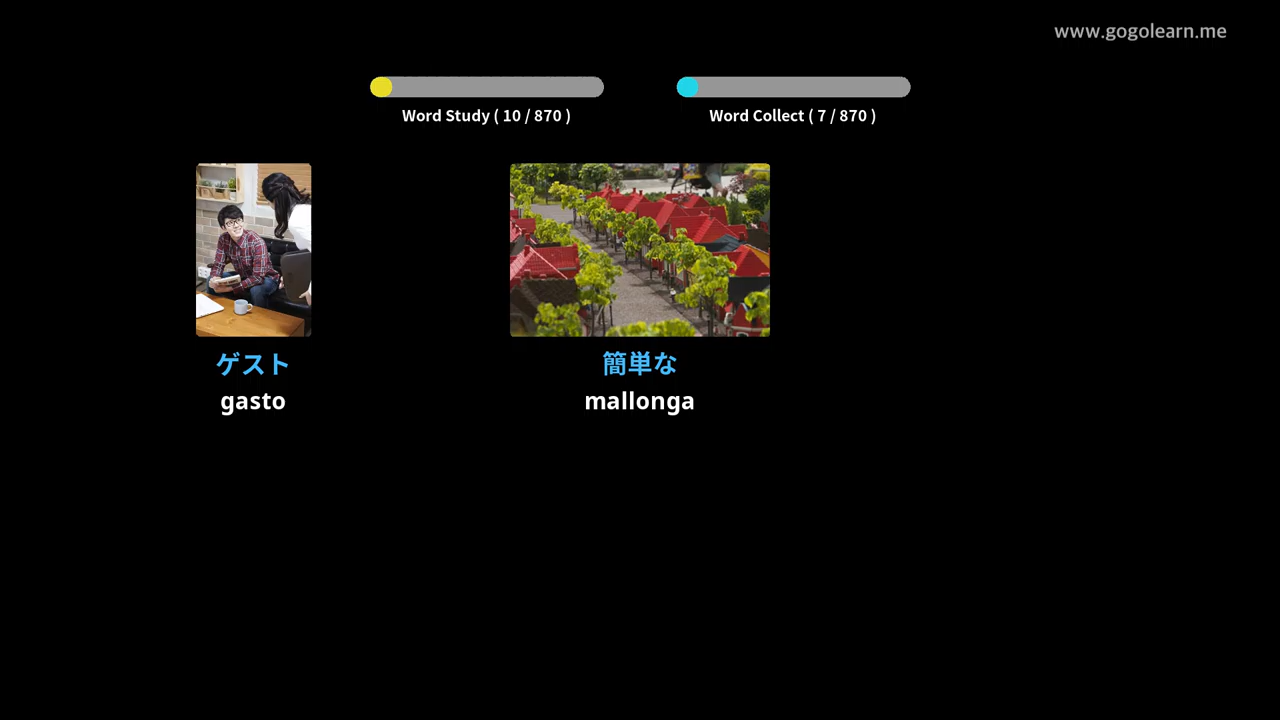 www.gogolearn.me
Word Study ( 10 / 870 )
Word Collect ( 7 / 870 )
ゲスト
gasto
簡単な
mallonga